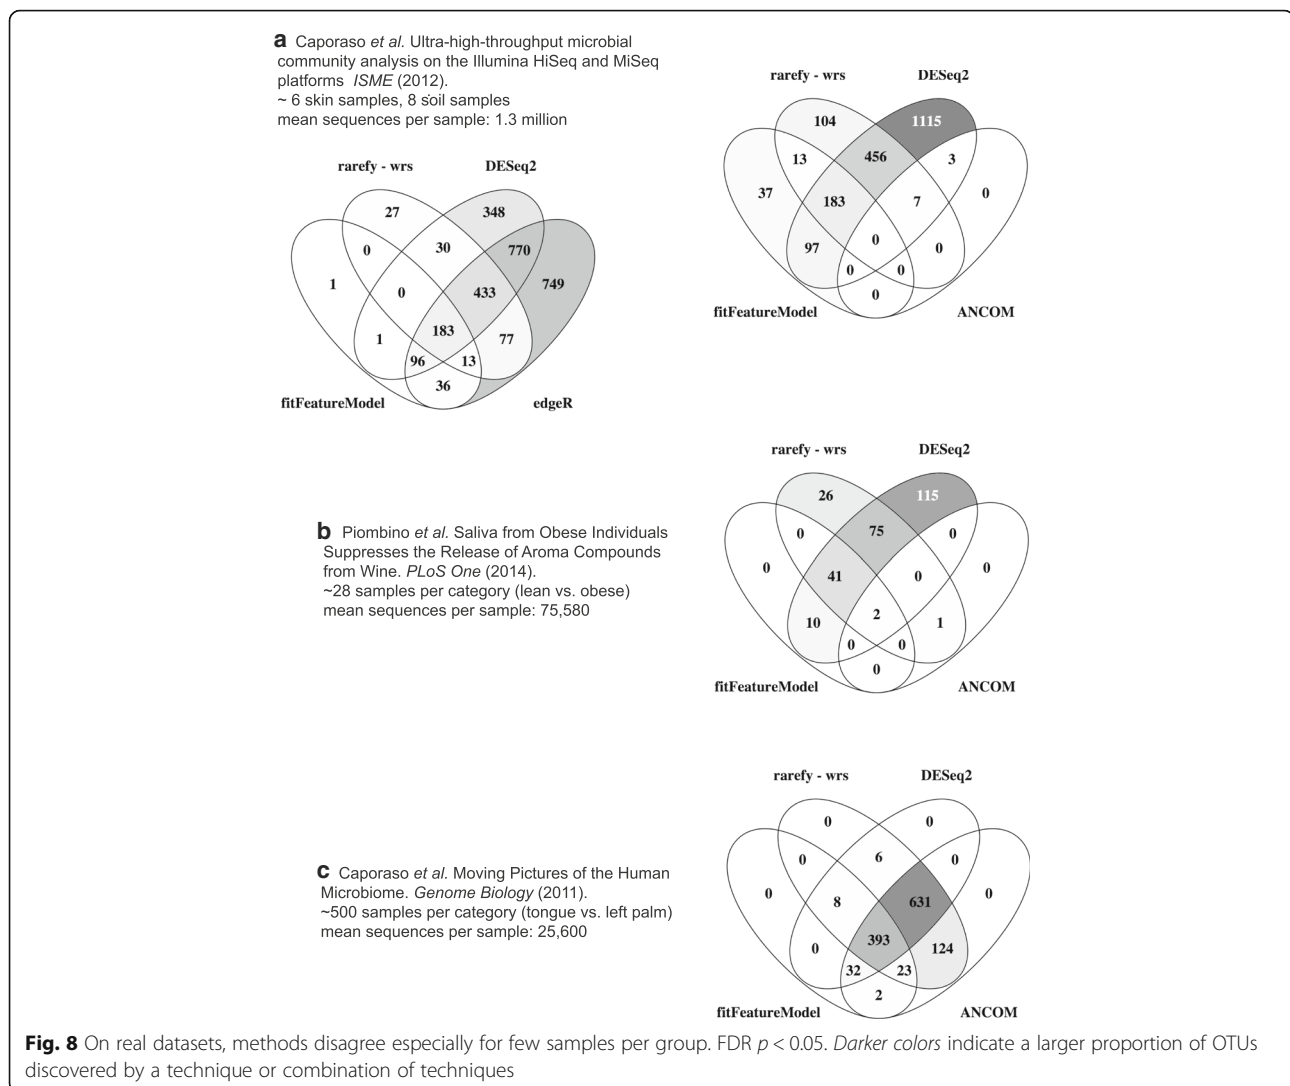 a Caporaso et al. Ultra-high-throughput microbial
community analysis on the Illumina HiSeq and MiSeq
platforms ISME (2012).
~ 6 skin samples, 8 soil samples
mean sequences per sample: 1.3 million
rarefy - wrs DESeq2
27 348
0 30 770
1 0 433 749
1 183 77
96 13
36
fitFeatureModel edgeR
rarefy - wrs DESeq2
104 1115
13 456 3
37 183 7 0
97 0 0
0 0
0
fitFeatureModel ANCOM
b Piombino et al. Saliva from Obese Individuals
Suppresses the Release of Aroma Compounds
from Wine. PLoS One (2014).
~28 samples per category (lean vs. obese)
mean sequences per sample: 75,580
rarefy - wrs DESeq2
26 115
0 75 0
0 41 0 0
10 2 1
0 0
0
fitFeatureModel ANCOM
c Caporaso et al. Moving Pictures of the Human
Microbiome. Genome Biology (2011).
~500 samples per category (tongue vs. left palm)
mean sequences per sample: 25,600
rarefy - wrs DESeq2
0 0
0 6 0
0 8 631 0
0 393 124
32 23
2
fitFeatureModel ANCOM
Fig. 8 On real datasets, methods disagree especially for few samples per group. FDR p < 0.05. Darker colors indicate a larger proportion of OTUs
discovered by a technique or combination of techniques